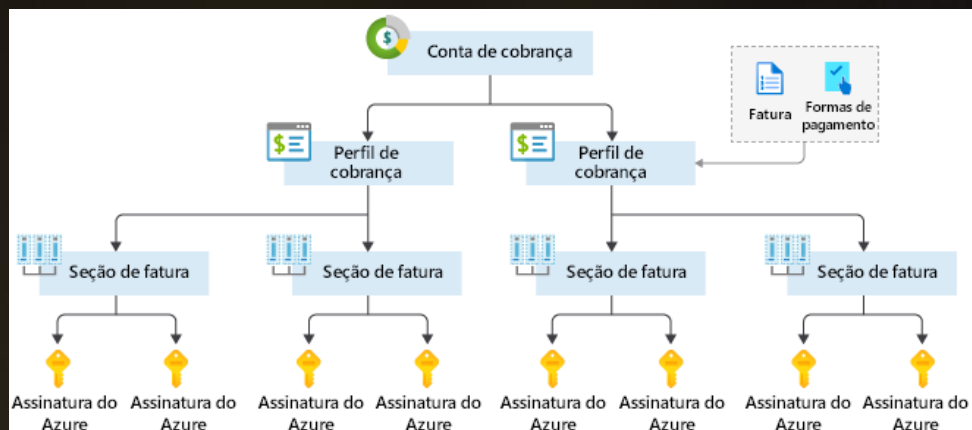 Conta de cobrança
Fatura
Formas de
pagamento
Perfil de
cobrança
Perfil de
cobrança
Seção de fatura
Seção de fatura
Seção de fatura
Seção de fatura
Assinatura do
Azure
Assinatura do
Azure
Assinatura do
Azure
Assinatura do
Azure
Assinatura do
Azure
Assinatura do
Azure
Assinatura do
Azure
Assinatura do
Azure